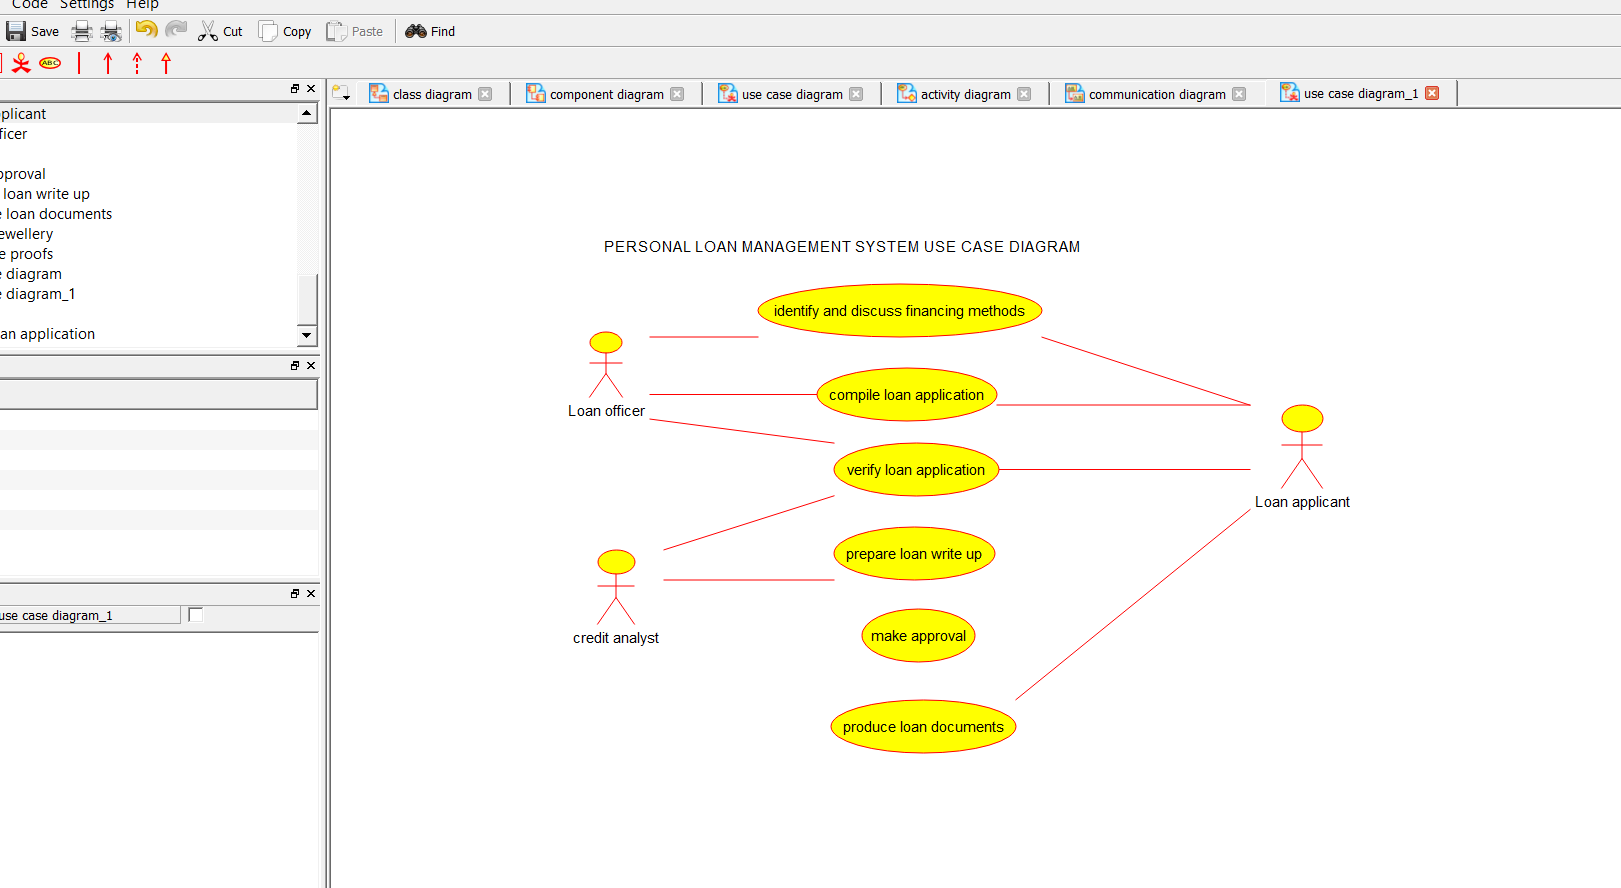 Code Settings Help
Save Cut Copy Paste Find
ABC
class diagram component diagram use case diagram activity diagram communication diagram use case diagram_1
plicant
ficer
pproval
loan write up
e loan documents
ewellery
e proofs
e diagram
e diagram_1
an application
use case diagram_1
PERSONAL LOAN MANAGEMENT SYSTEM USE CASE DIAGRAM
identify and discuss financing methods
Loan officer
compile loan application
verify loan application
Loan applicant
prepare loan write up
credit analyst
make approval
produce loan documents